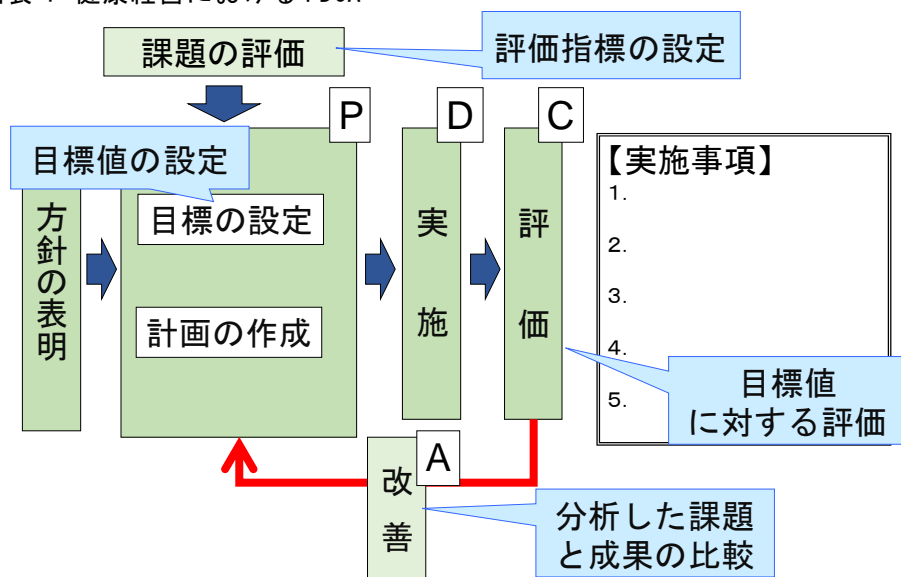 課題の評価
評価指標の設定
P
D
C
目標値の設定
【実施事項】
1.
2.
3.
4.
5.
方針の表明
目標の設定
計画の作成
実施
評価
目標値
に対する評価
A
改善
分析した課題
と成果の比較